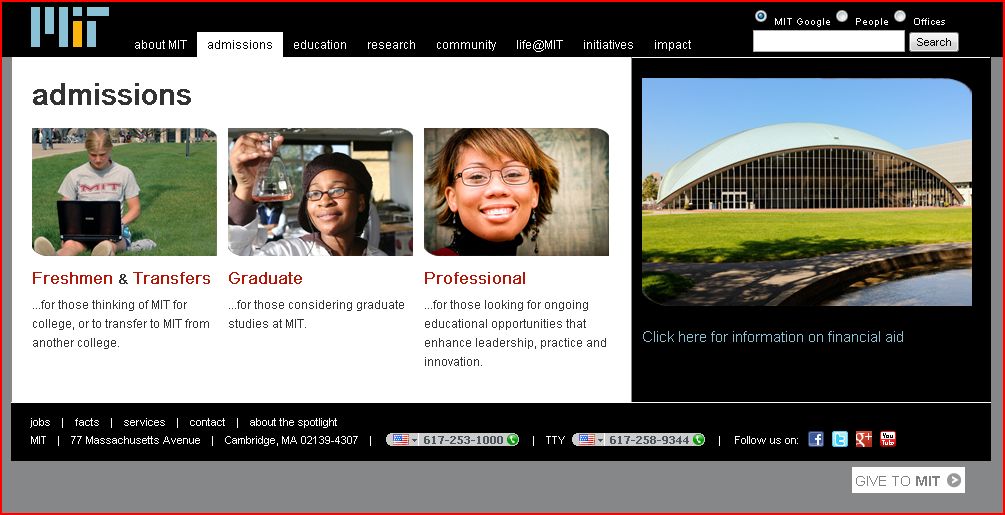 MIT
MIT Google People Offices
about MIT admissions education research community life@MIT initiatives impact
Search
admissions
MIT
Freshmen & Transfers
...for those thinking of MIT for
college, or to transfer to MIT from
another college.
Graduate
...for those considering graduate
studies at MIT.
Professional
...for those looking for ongoing
educational opportunities that
enhance leadership, practice and
innovation.
Click here for information on financial aid
jobs | facts | services | contact | about the spotlight
MIT | 77 Massachusetts Avenue | Cambridge, MA 02139-4307 | 617-253-1000 | TTY 617-258-9344 | Follow us on: f t g+ You Tube
GIVE TO MIT